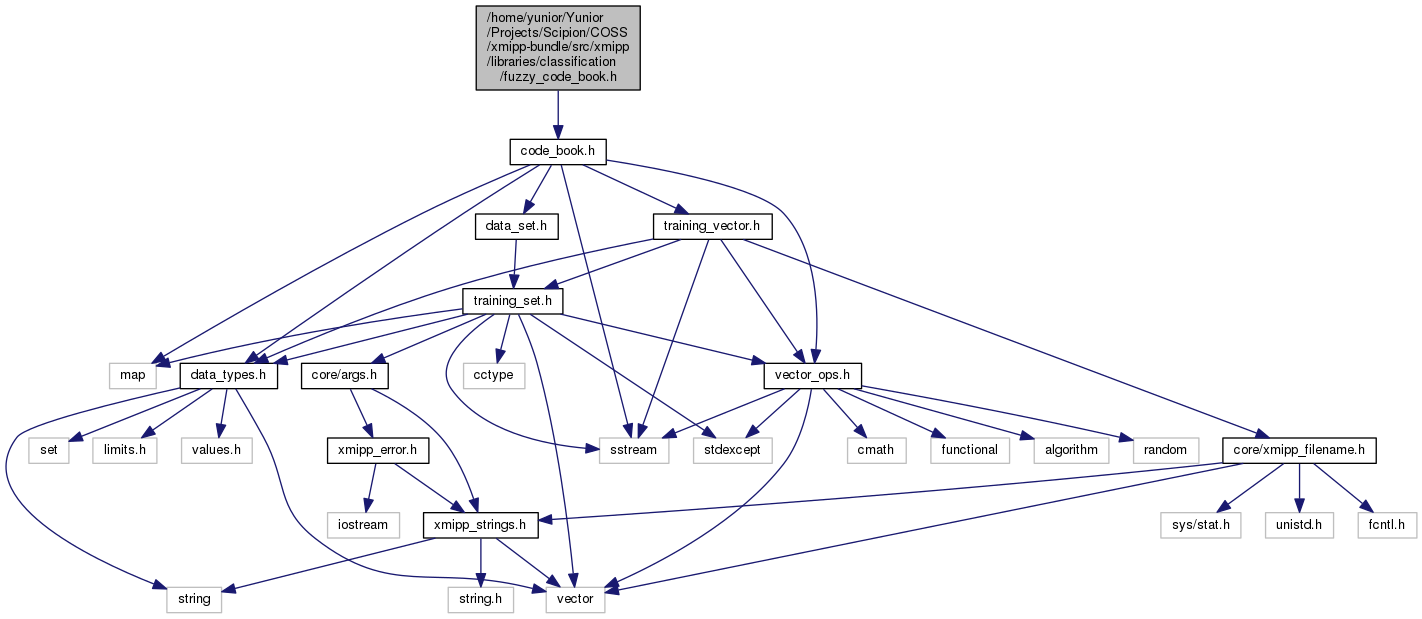 /home/yunior/Yunior
/Projects/Scipion/COSS
/xmipp-bundle/src/xmipp
/libraries/classification
/fuzzy_code_book.h
code_book.h
data_set.h
training_vector.h
training_set.h
map
data_types.h
core/args.h
cctype
vector_ops.h
set
limits.h
values.h
xmipp_error.h
sstream
stdexcept
cmath
functional
algorithm
random
core/xmipp_filename.h
iostream
xmipp_strings.h
sys/stat.h
unistd.h
fcntl.h
string
string.h
vector